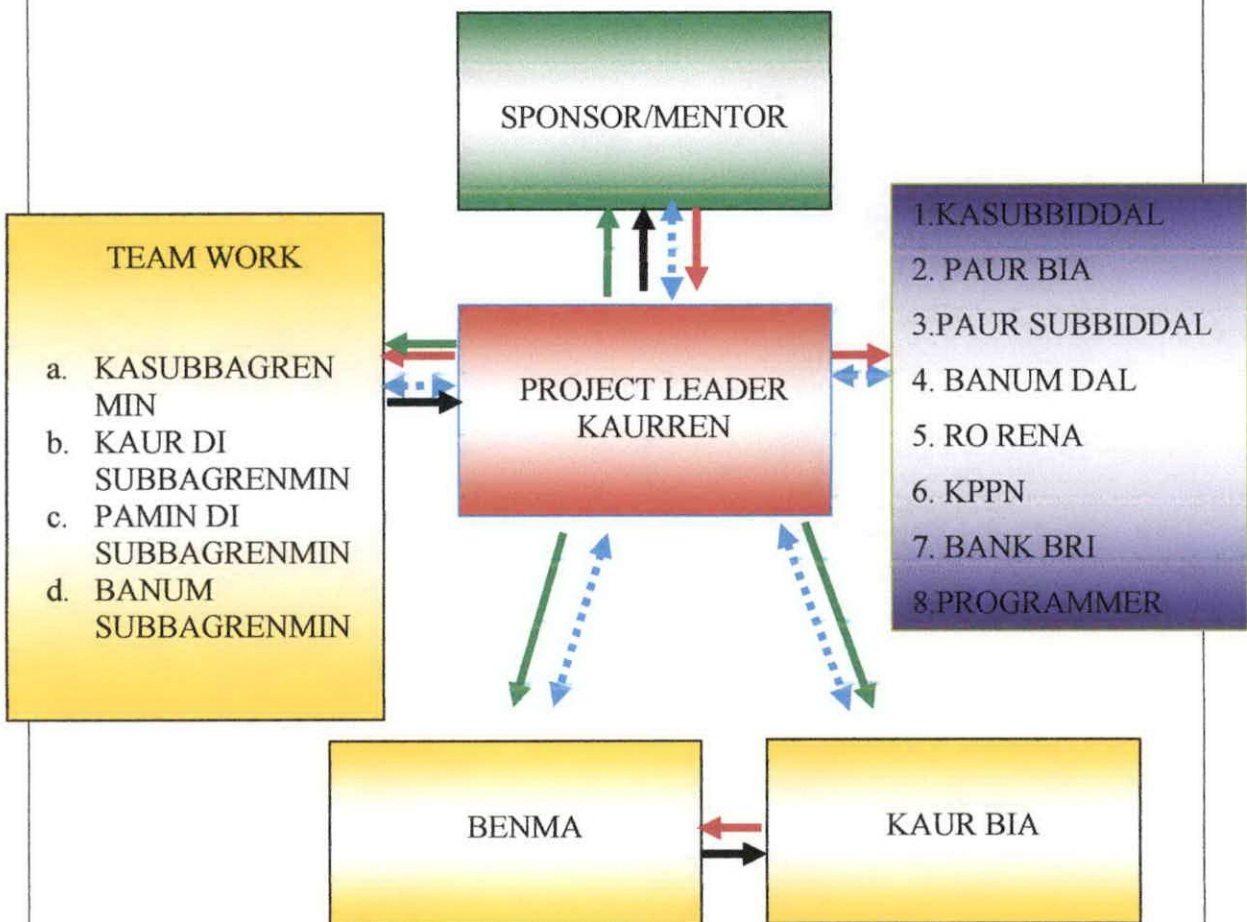 SPONSOR/MENTOR
TEAM WORK
a. KASUBBAGREN
MIN
b. KAUR DI
SUBBAGRENMIN
c. PAMIN DI
SUBBAGRENMIN
d. BANUM
SUBBAGRENMIN
PROJECT LEADER
KAURREN
1.KASUBBIDDAL
2. PAUR BIA
3.PAUR SUBBIDDAL
4. BANUM DAL
5. RO RENA
6. KPPN
7. BANK BRI
8.PROGRAMMER
BENMA
KAUR BIA